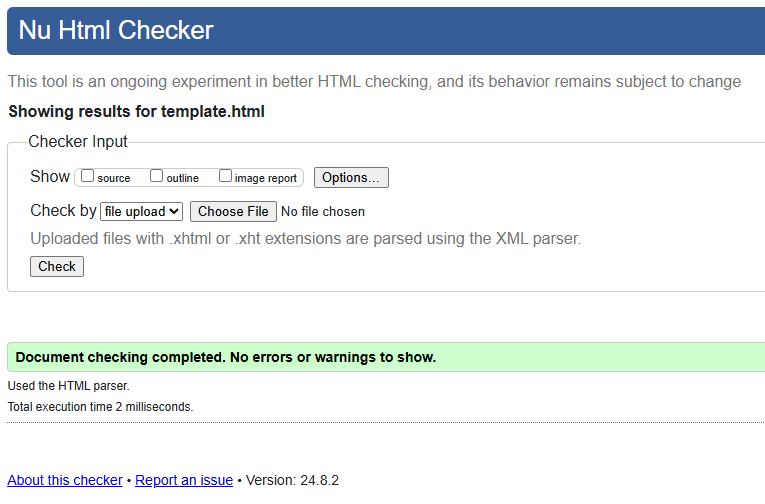 Nu Html Checker
This tool is an ongoing experiment in better HTML checking, and its behavior remains subject to change
Showing results for template.html
Checker Input
Show source outline image report Options...
Check by file upload Choose File No file chosen
Uploaded files with .xhtml or .xht extensions are parsed using the XML parser.
Check
Document checking completed. No errors or warnings to show.
Used the HTML parser.
Total execution time 2 milliseconds.
About this checker • Report an issue • Version: 24.8.2